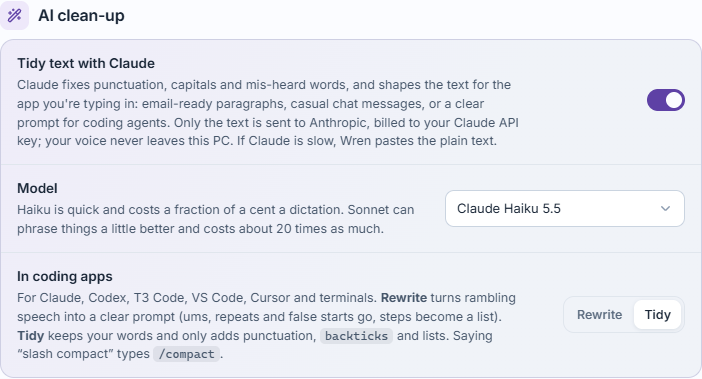 AI clean-up
Tidy text with Claude
Claude fixes punctuation, capitals and mis-heard words, and shapes the text for the
app you're typing in: email-ready paragraphs, casual chat messages, or a clear
prompt for coding agents. Only the text is sent to Anthropic, billed to your Claude API
key; your voice never leaves this PC. If Claude is slow, Wren pastes the plain text.
Model
Haiku is quick and costs a fraction of a cent a dictation. Sonnet can
phrase things a little better and costs about 20 times as much.
Claude Haiku 5.5
In coding apps
For Claude, Codex, T3 Code, VS Code, Cursor and terminals. Rewrite turns rambling
speech into a clear prompt (ums, repeats and false starts go, steps become a list).
Tidy keeps your words and only adds punctuation, backticks and lists. Saying
“slash compact” types /compact.
Rewrite Tidy